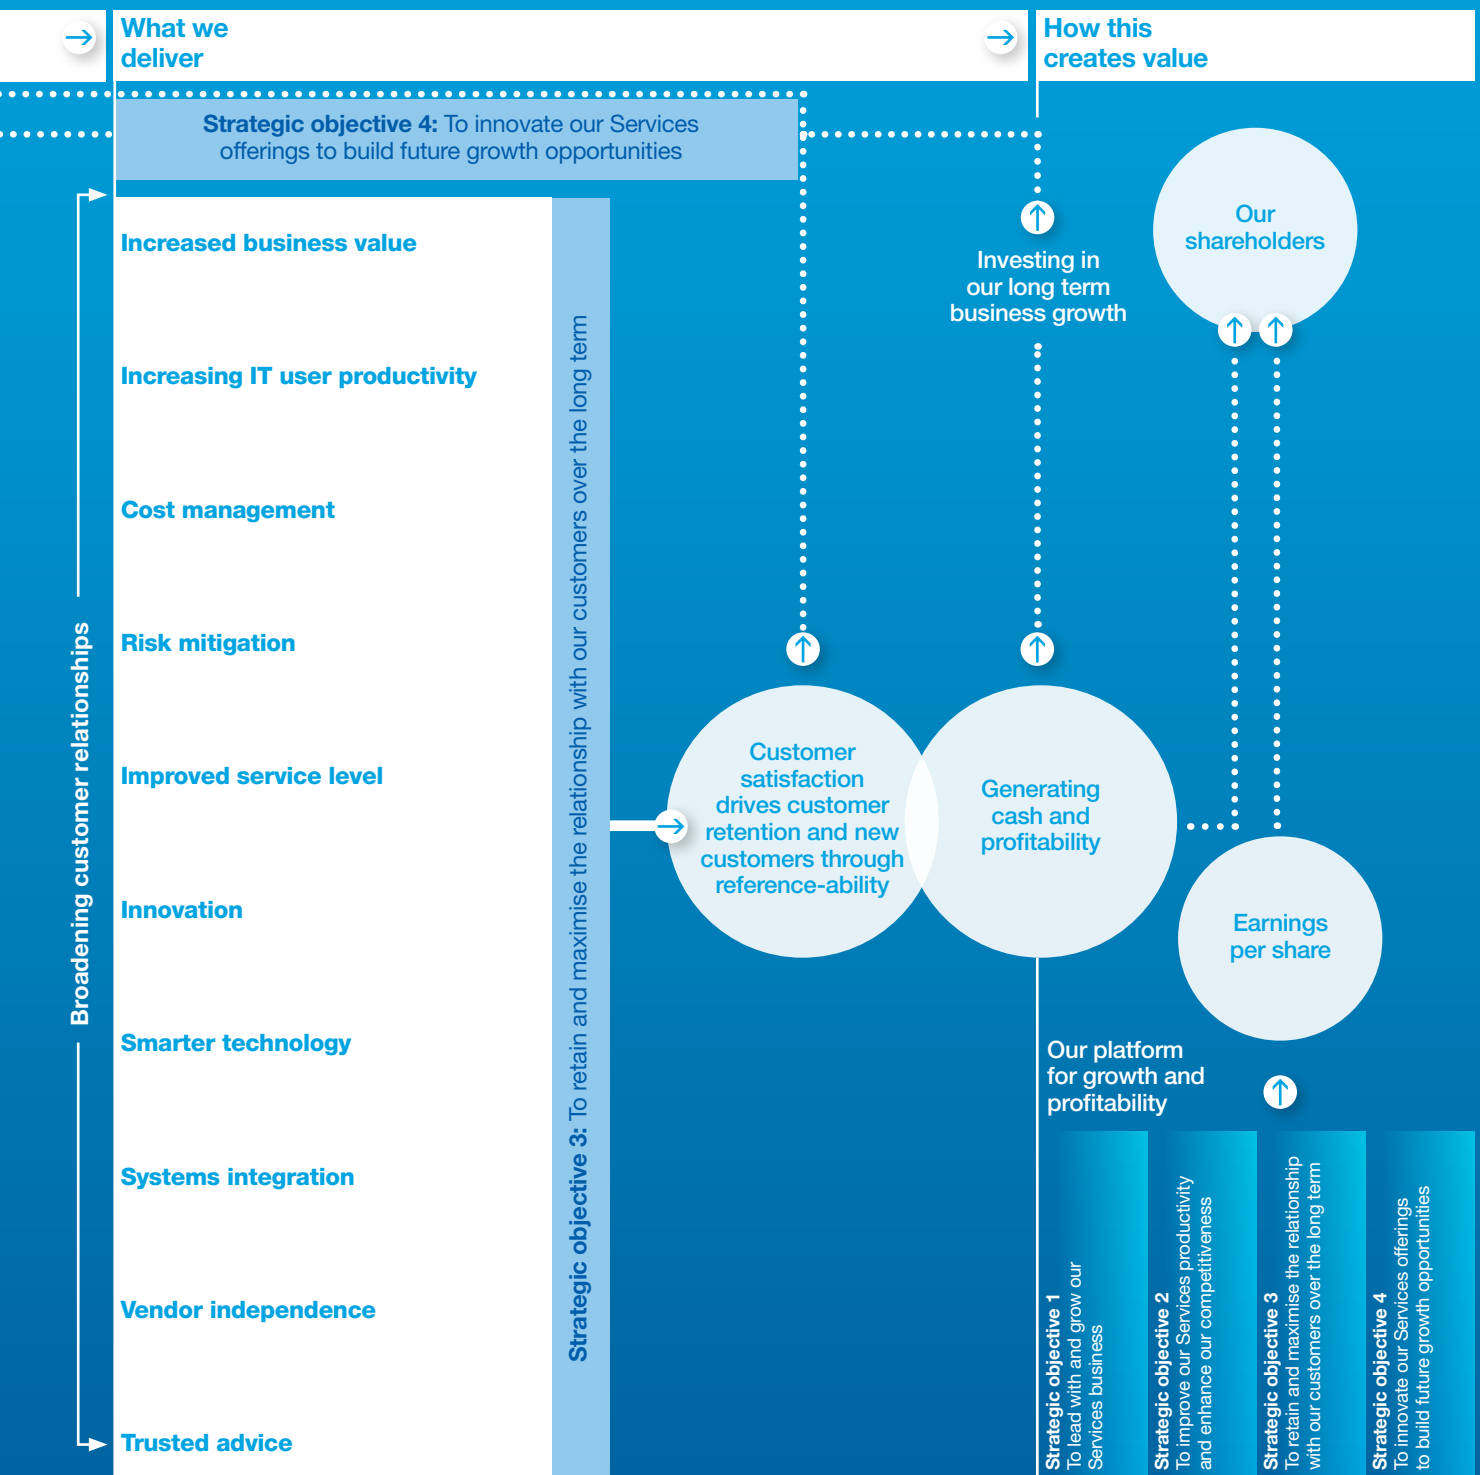 What we
deliver
How this
creates value
Strategic objective 4: To innovate our Services
offerings to build future growth opportunities
Broadening customer relationships
Increased business value
Increasing IT user productivity
Cost management
Risk mitigation
Improved service level
Innovation
Smarter technology
Systems integration
Vendor independence
Trusted advice
Strategic objective 3: To retain and maximise the relationship with our customers over the long term
Customer
satisfaction
drives customer
retention and new
customers through
reference-ability
Investing in
our long term
business growth
Generating
cash and
profitability
Our
shareholders
Earnings
per share
Our platform
for growth and
profitability
Strategic objective 1
To lead with and grow our
Services business
Strategic objective 2
To improve our Services productivity
and enhance our competitiveness
Strategic objective 3
To retain and maximise the relationship
with our customers over the long term
Strategic objective 4
To innovate our Services offerings
to build future growth opportunities